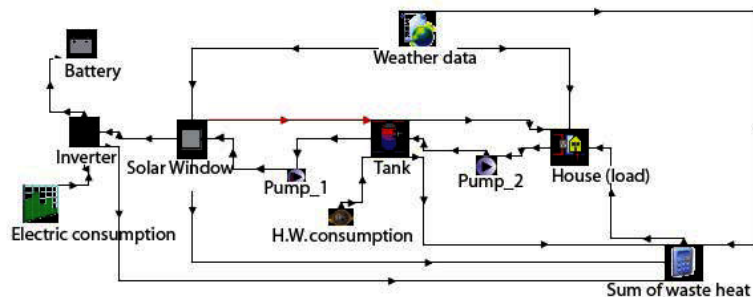 Weather data
Battery
Inverter
Solar Window
Pump_1
Tank
Pump_2
House (load)
Electric consumption
H.W.consumption
Sum of waste heat